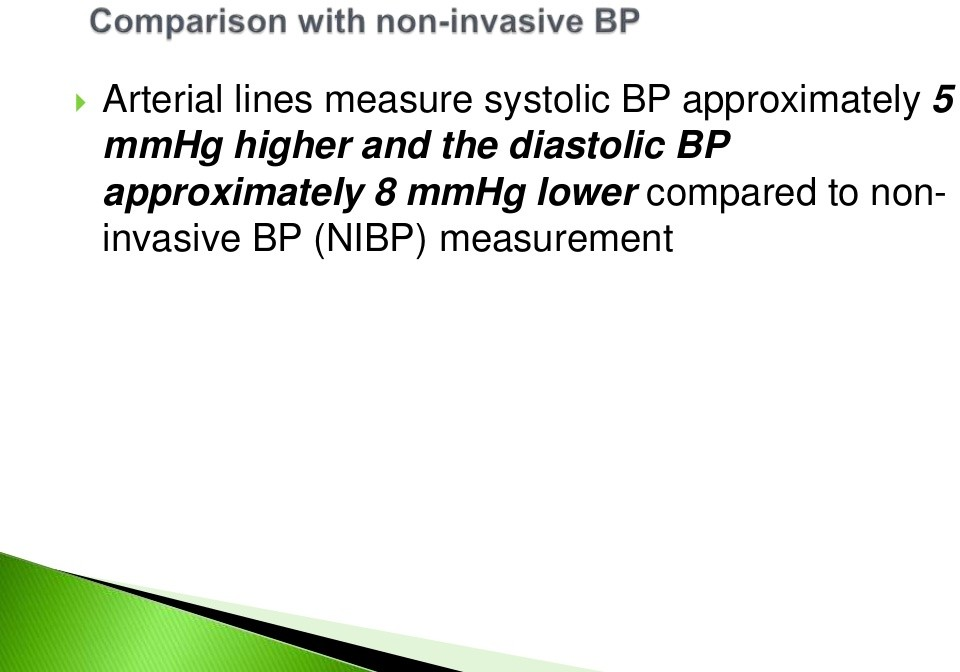 Comparison with non-invasive BP
Arterial lines measure systolic BP approximately 5
mmHg higher and the diastolic BP
approximately 8 mmHg lower compared to non-
invasive BP (NIBP) measurement